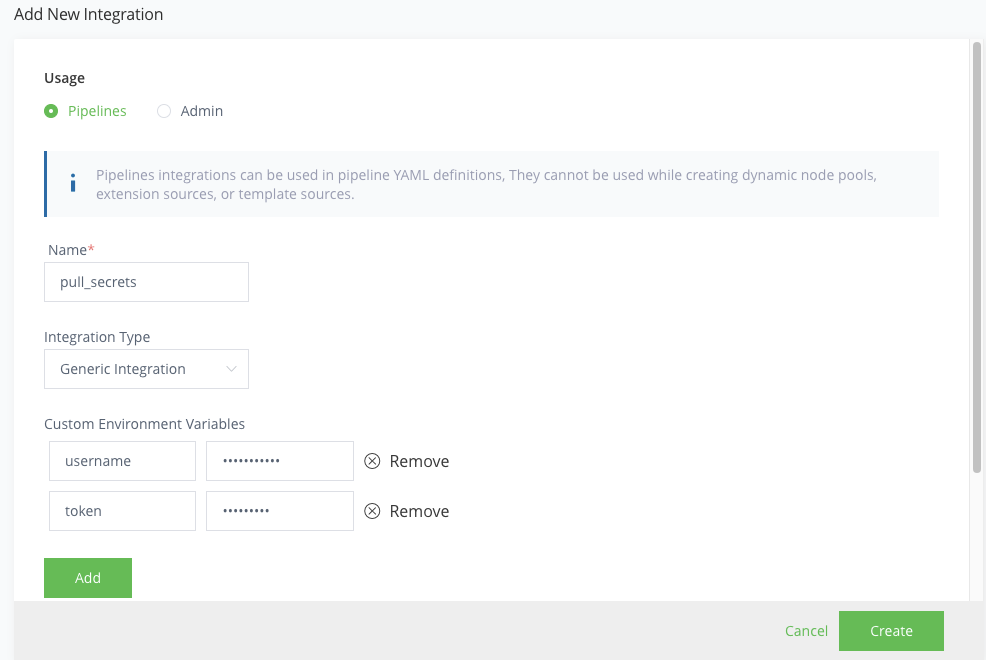 Add New Integration
Usage
Pipelines Admin
Pipelines integrations can be used in pipeline YAML definitions, They cannot be used while creating dynamic node pools,
extension sources, or template sources.
Name*
pull_secrets
Integration Type
Generic Integration
Custom Environment Variables
username ••••••••••• Remove
token ••••••••• Remove
Add
Cancel Create